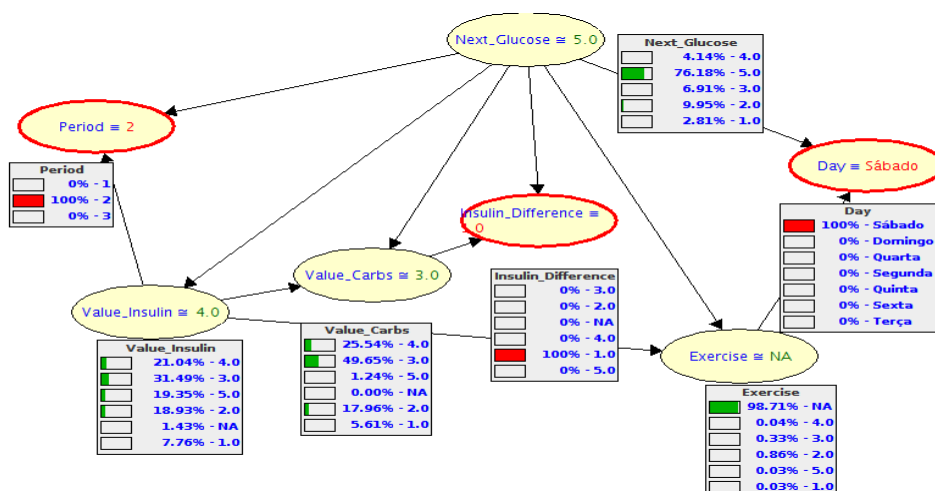 Next_Glucose ≅ 5.0
Next_Glucose
4.14% - 4.0
76.18% - 5.0
6.91% - 3.0
9.95% - 2.0
2.81% - 1.0
Period ≡ 2
Period
0% - 1
100% - 2
0% - 3
Day ≡ Sábado
Day
100% - Sábado
0% - Domingo
0% - Quarta
0% - Segunda
0% - Quinta
0% - Sexta
0% - Terça
Insulin_Difference ≡
1.0
Insulin_Difference
0% - 3.0
0% - 2.0
0% - NA
0% - 4.0
100% - 1.0
0% - 5.0
Value_Carbs ≅ 3.0
Value_Carbs
25.54% - 4.0
49.65% - 3.0
1.24% - 5.0
0.00% - NA
17.96% - 2.0
5.61% - 1.0
Value_Insulin ≅ 4.0
Value_Insulin
21.04% - 4.0
31.49% - 3.0
19.35% - 5.0
18.93% - 2.0
1.43% - NA
7.76% - 1.0
Exercise ≅ NA
Exercise
98.71% - NA
0.04% - 4.0
0.33% - 3.0
0.86% - 2.0
0.03% - 5.0
0.03% - 1.0